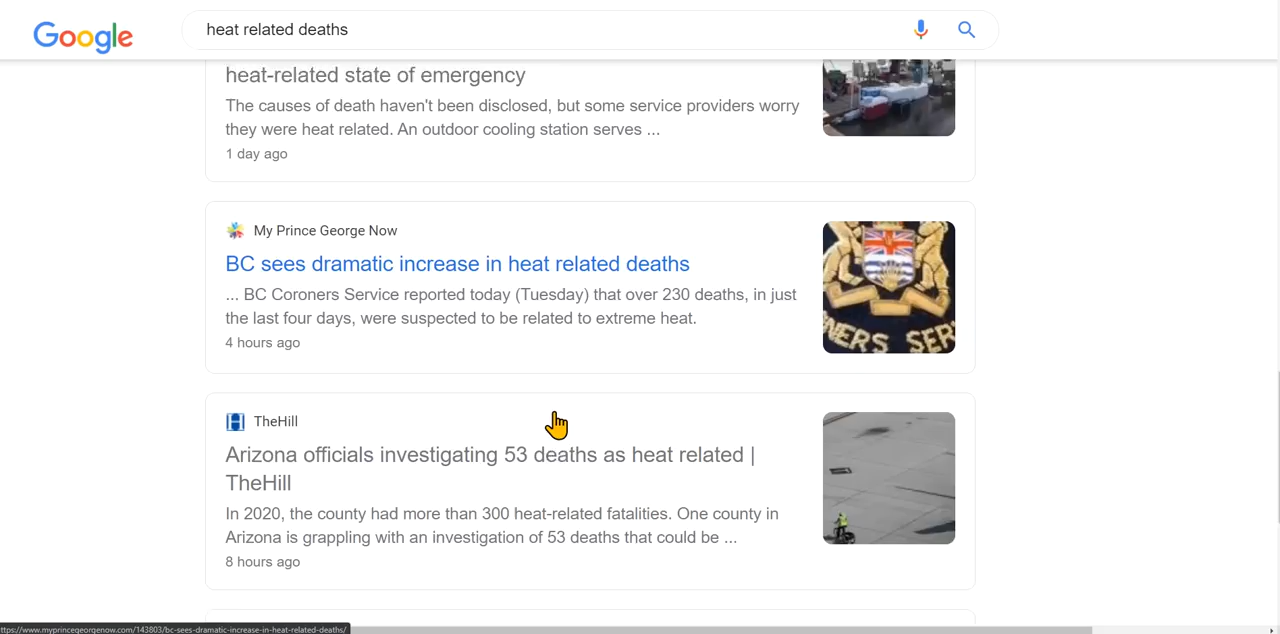 Google
heat related deaths
heat-related state of emergency
The causes of death haven't been disclosed, but some service providers worry
they were heat related. An outdoor cooling station serves ...
1 day ago
My Prince George Now
BC sees dramatic increase in heat related deaths
... BC Coroners Service reported today (Tuesday) that over 230 deaths, in just
the last four days, were suspected to be related to extreme heat.
4 hours ago
NERS SER
TheHill
Arizona officials investigating 53 deaths as heat related |
TheHill
In 2020, the county had more than 300 heat-related fatalities. One county in
Arizona is grappling with an investigation of 53 deaths that could be ...
8 hours ago
ttps://www.myprincegeorgenow.com/143803/bc-sees-dramatic-increase-in-heat-related-deaths/